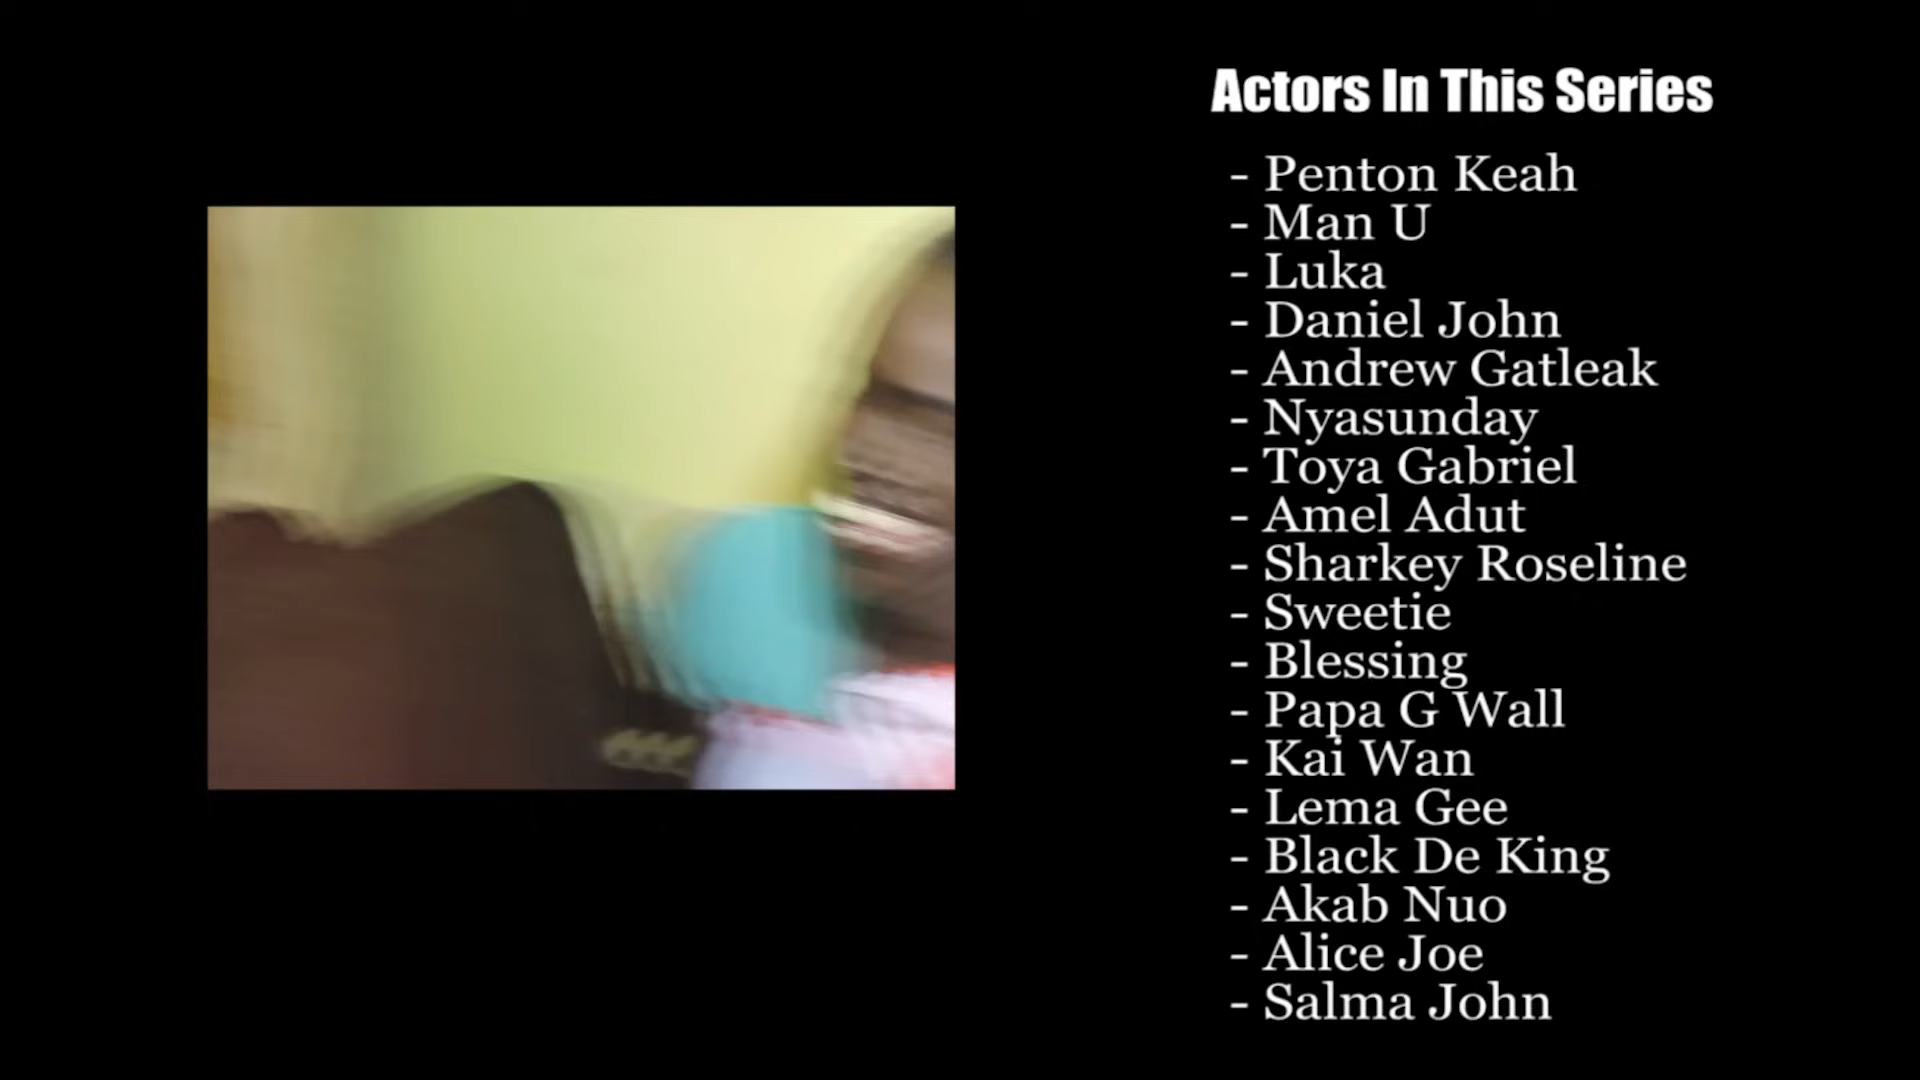 Actors In This Series
- Penton Keah
- Man U
- Luka
- Daniel John
- Andrew Gatleak
- Nyasunday
- Toya Gabriel
- Amel Adut
- Sharkey Roseline
- Sweetie
- Blessing
- Papa G Wall
- Kai Wan
- Lema Gee
- Black De King
- Akab Nuo
- Alice Joe
- Salma John